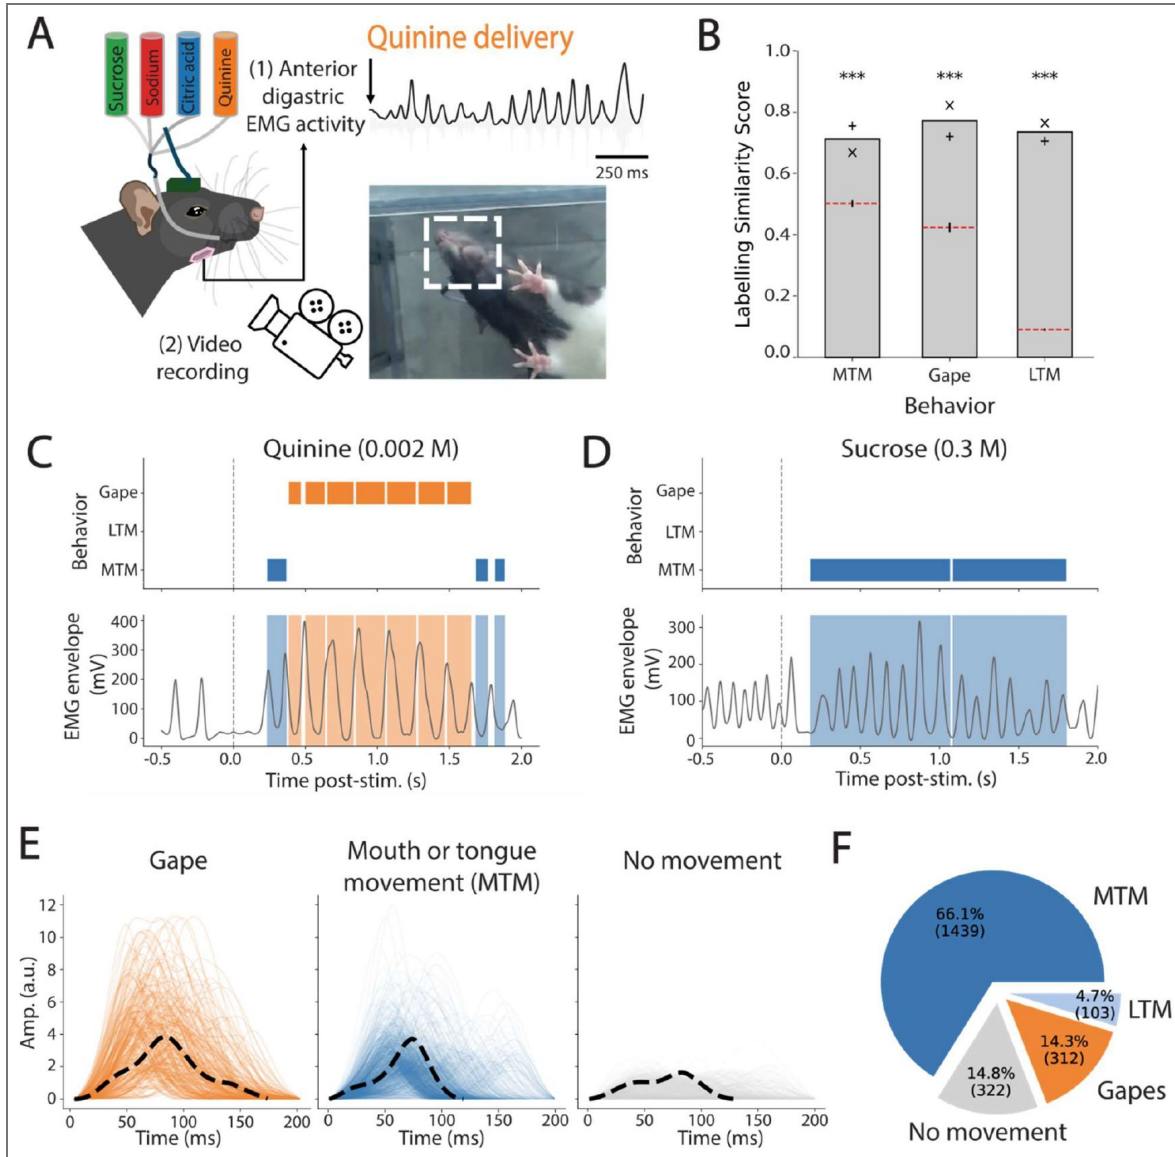 A
Sucrose
Sodium
Citric acid
Quinine
(1) Anterior
digastric
EMG activity
Quinine delivery
250 ms
(2) Video
recording
B
Labelling Similarity Score
1.0
0.8
0.6
0.4
0.2
0.0
***
***
***
MTM
Gape
LTM
Behavior
C
Quinine (0.002 M)
Behavior
Gape
LTM
MTM
EMG envelope
(mV)
400
300
200
100
0
-0.5
0.0
0.5
1.0
1.5
2.0
Time post-stim. (s)
D
Sucrose (0.3 M)
Behavior
Gape
LTM
MTM
EMG envelope
(mV)
300
200
100
0
-0.5
0.0
0.5
1.0
1.5
2.0
Time post-stim. (s)
E
Gape
Mouth or tongue
movement (MTM)
No movement
Amp. (a.u.)
12
10
8
6
4
2
0
0 50 100 150 200
Time (ms)
0 50 100 150 200
Time (ms)
0 50 100 150 200
Time (ms)
F
MTM
66.1%
(1439)
4.7%
(103)
LTM
14.3%
(312)
Gapes
14.8%
(322)
No movement